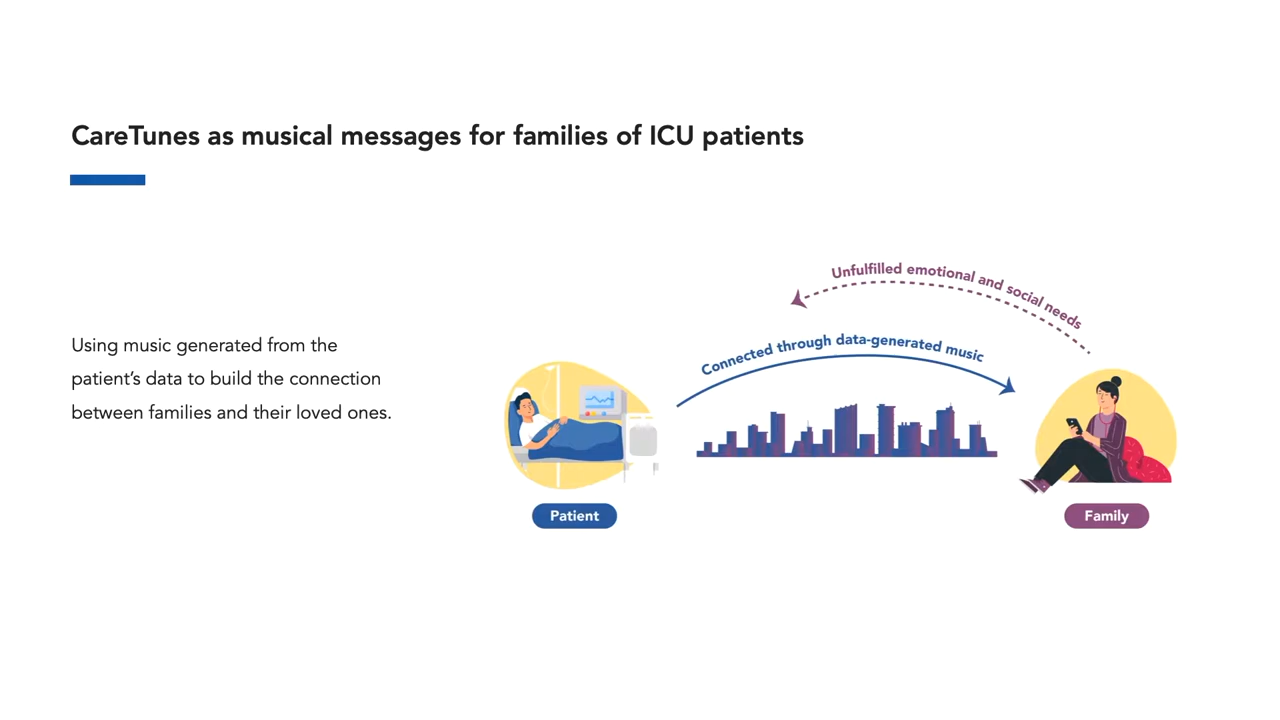 CareTunes as musical messages for families of ICU patients
Using music generated from the
patient’s data to build the connection
between families and their loved ones.
Unfulfilled emotional and social needs
Connected through data-generated music
Patient
Family